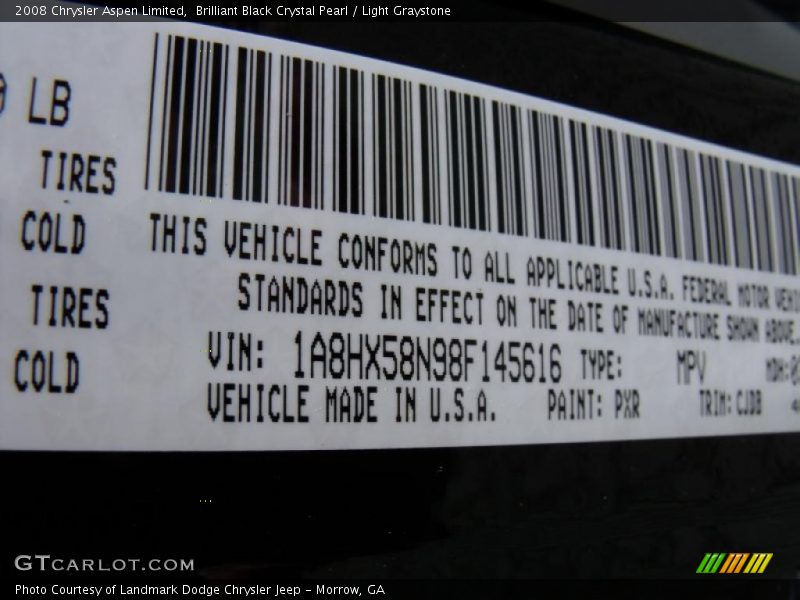 2008 Chrysler Aspen Limited, Brilliant Black Crystal Pearl / Light Graystone
LB
TIRES
COLD
TIRES
COLD
THIS VEHICLE CONFORMS TO ALL APPLICABLE U.S.A. FEDERAL MOTOR
STANDARDS IN EFFECT ON THE DATE OF MANUFACTURE SHOWN ABOVE.
VIN: 1A8HX58N98F145616 TYPE: MPV MDH:
VEHICLE MADE IN U.S.A. PAINT: PXR TRIM: CJDB
GTCARLOT.COM
Photo Courtesy of Landmark Dodge Chrysler Jeep - Morrow, GA